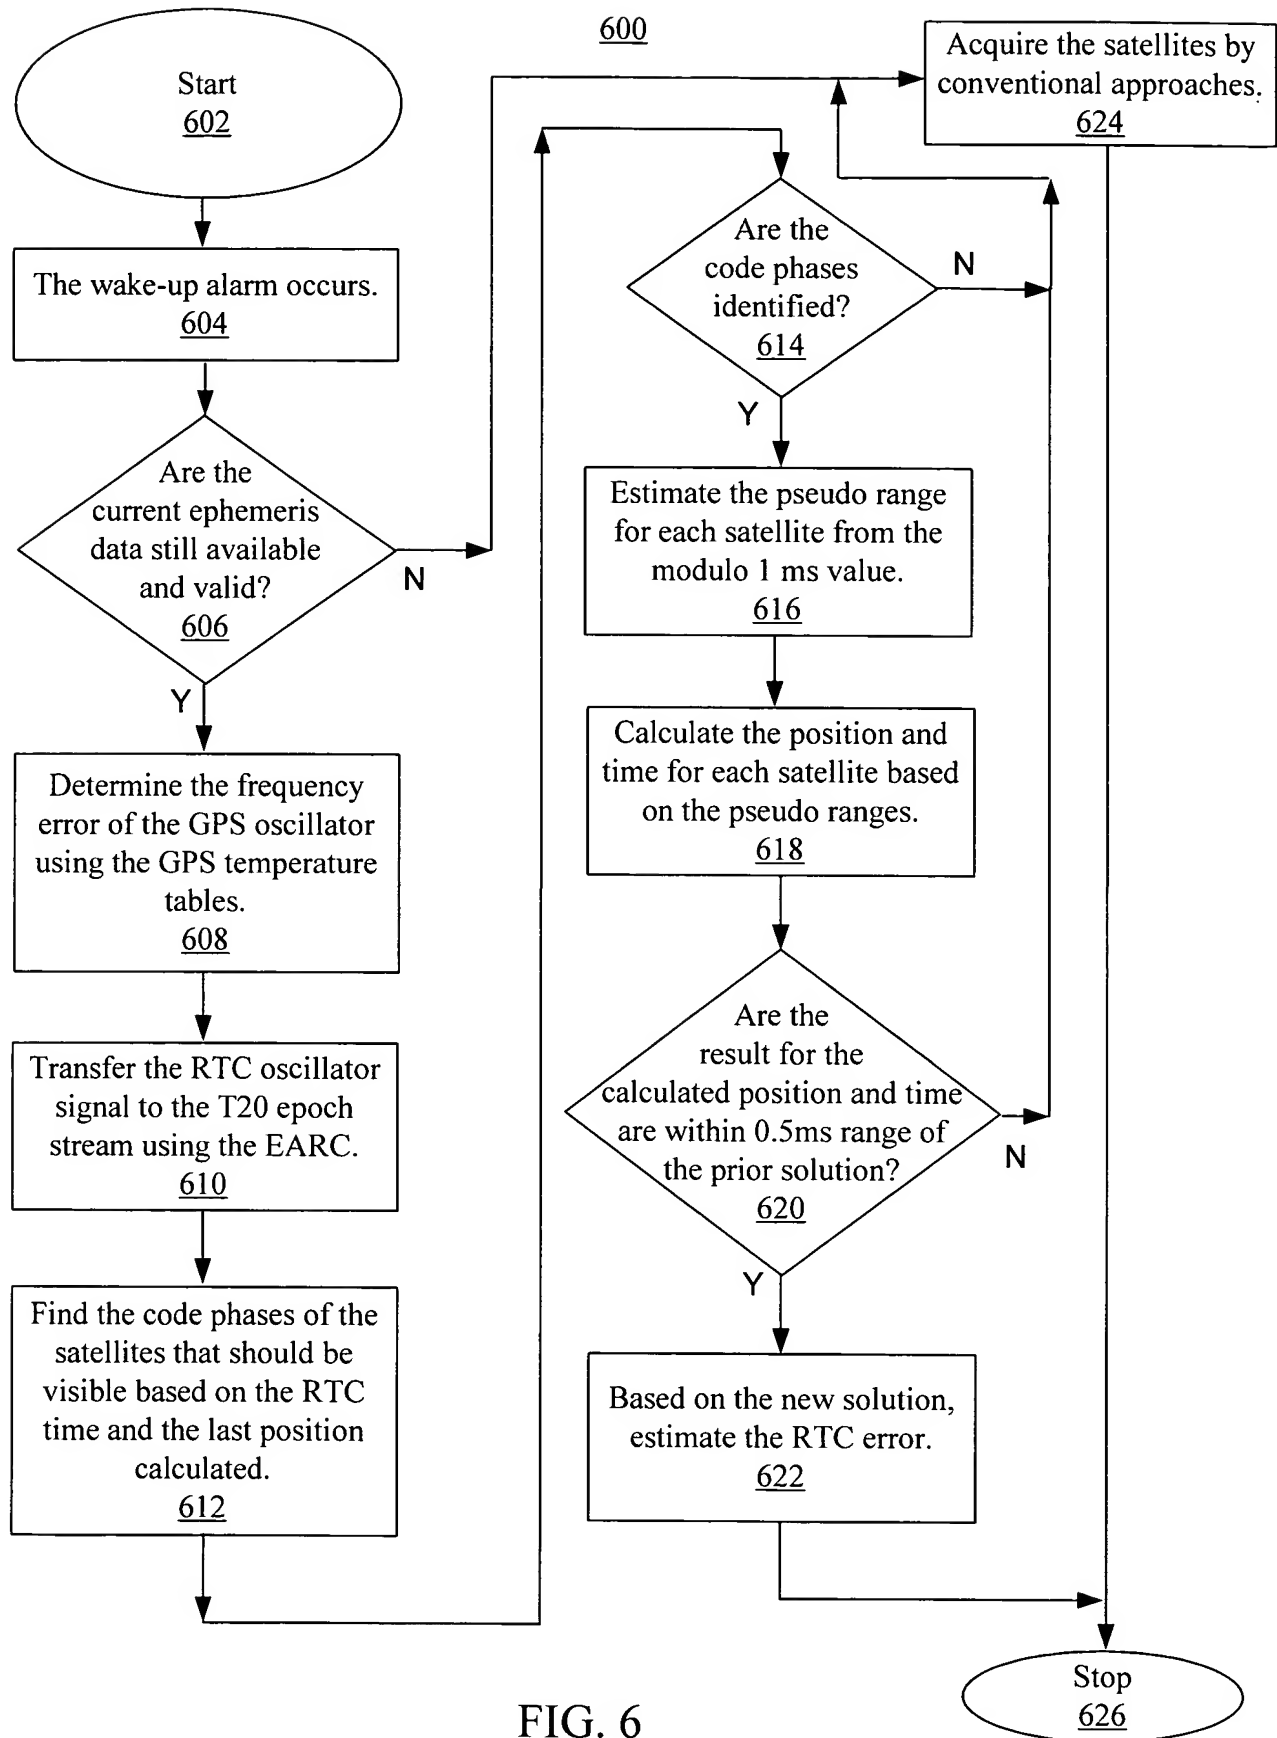 600
Start
602
The wake-up alarm occurs.
604
Are the
current ephemeris
data still available
and valid?
606
N
Y
Determine the frequency
error of the GPS oscillator
using the GPS temperature
tables.
608
Transfer the RTC oscillator
signal to the T20 epoch
stream using the EARC.
610
Find the code phases of the
satellites that should be
visible based on the RTC
time and the last position
calculated.
612
Are the
code phases
identified?
614
N
Y
Estimate the pseudo range
for each satellite from the
modulo 1 ms value.
616
Calculate the position and
time for each satellite based
on the pseudo ranges.
618
Are the
result for the
calculated position and time
are within 0.5ms range of
the prior solution?
620
N
Y
Based on the new solution,
estimate the RTC error.
622
Acquire the satellites by
conventional approaches.
624
Stop
626
FIG. 6